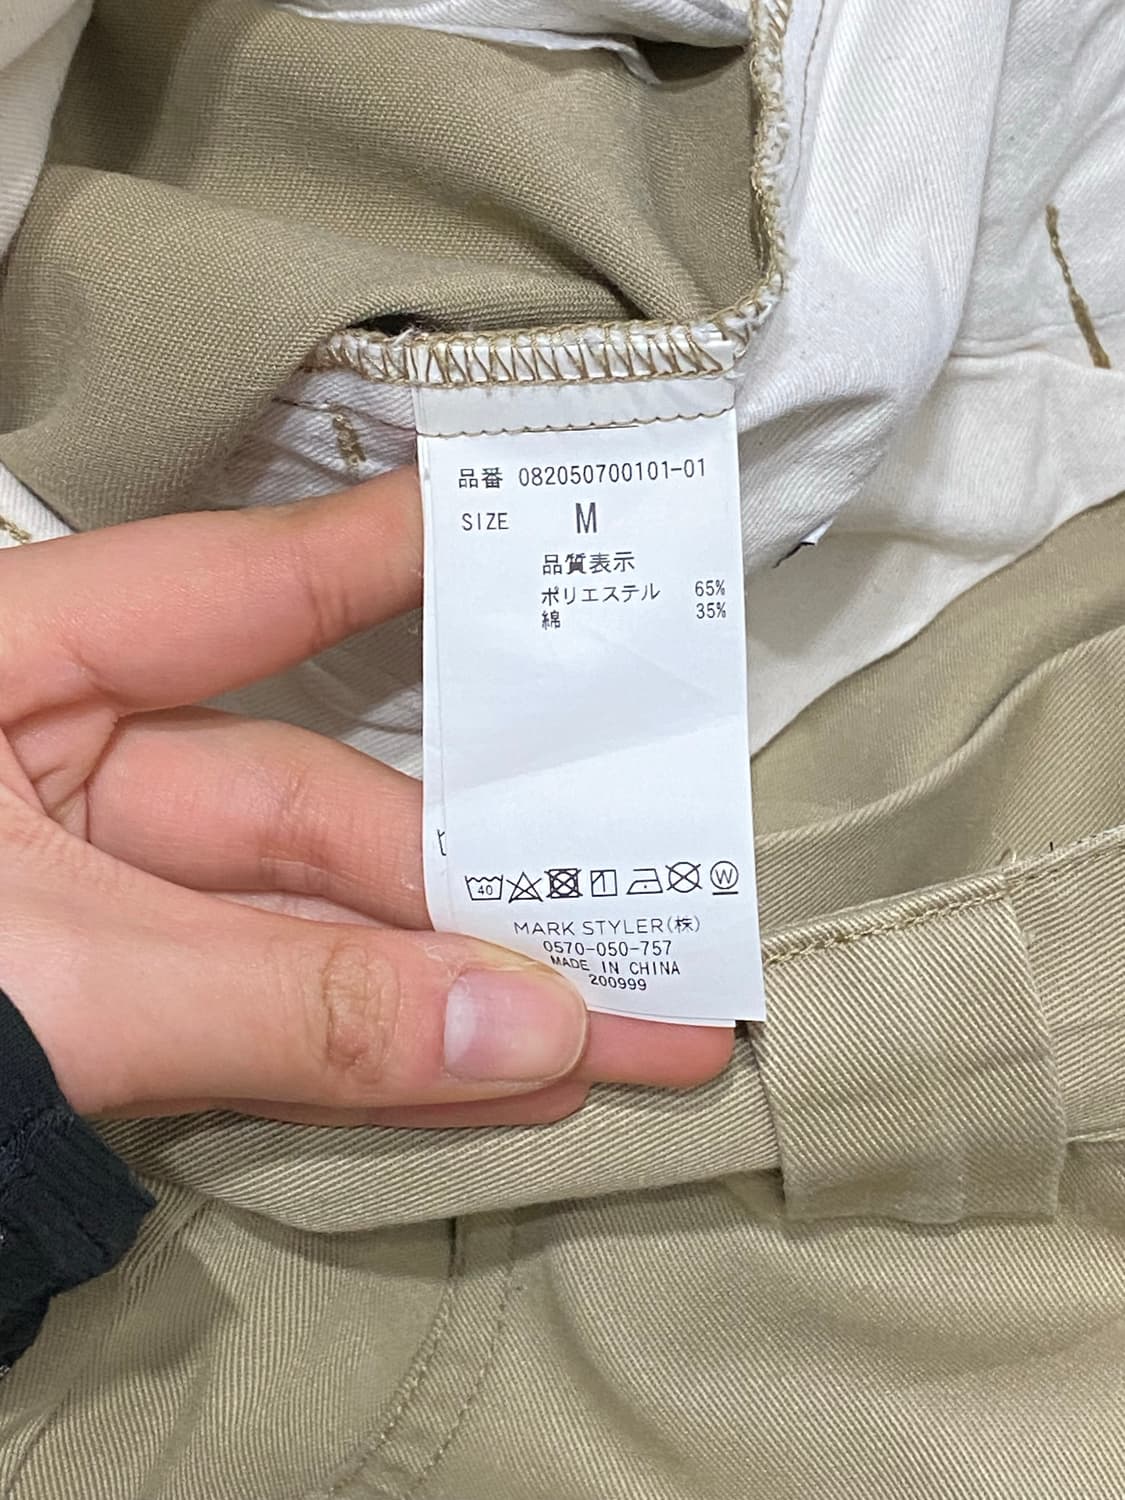 品番 082050700101-01
SIZE M
品質表示
ポリエステル 65%
綿 35%
40 W
MARK STYLER(株)
0570-050-757
MADE IN CHINA
200999